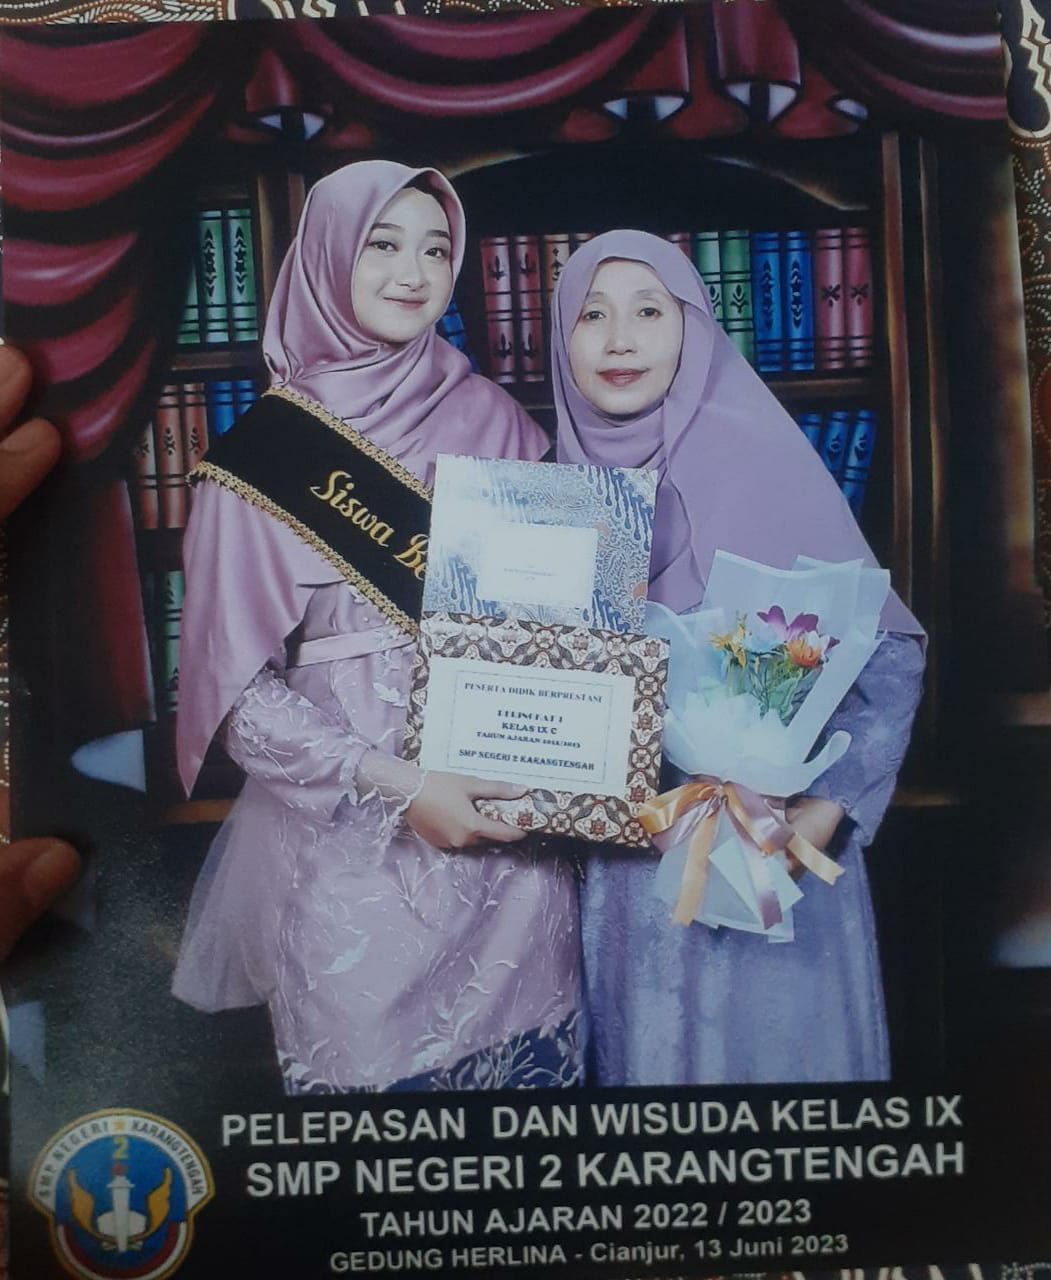 Siswa Be
PESERTA DIDIK BERPRESTASI
PERINGKAT 1
KELAS IX C
TAHUN AJARAN 2022/2023
SMP NEGERI 2 KARANGTENGAH
SMP NEGERI 2 KARANGTENGAH
2
PELEPASAN DAN WISUDA KELAS IX
SMP NEGERI 2 KARANGTENGAH
TAHUN AJARAN 2022 / 2023
GEDUNG HERLINA - Cianjur, 13 Juni 2023